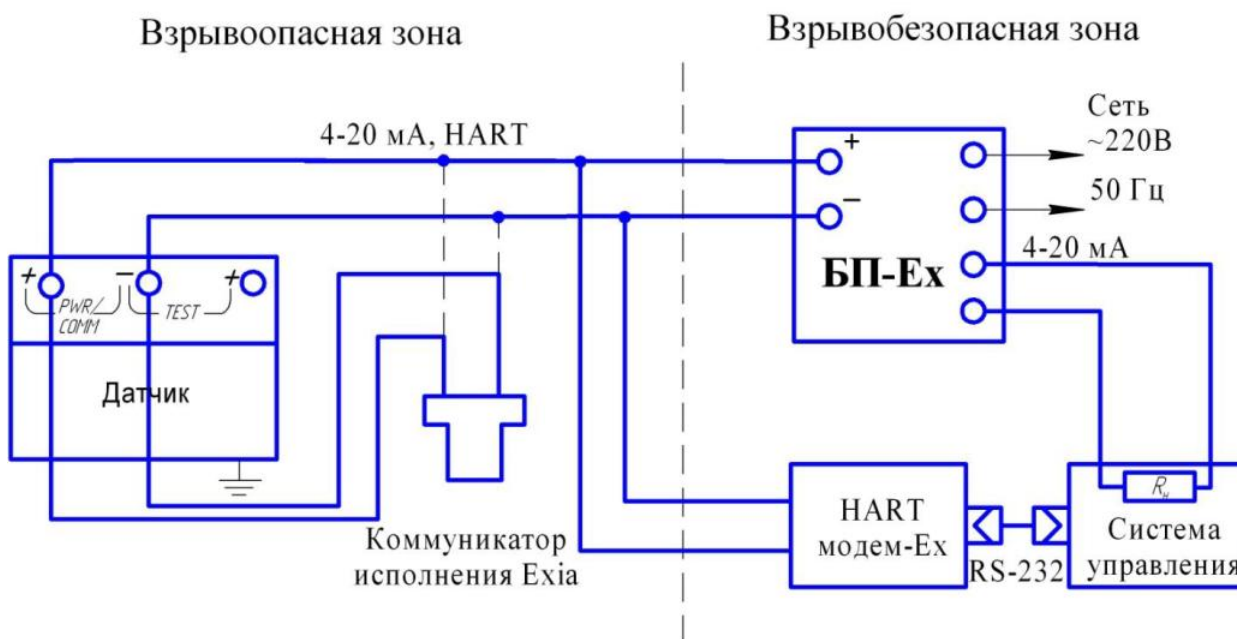 Взрывоопасная зона
Взрывобезопасная зона
4-20 мА, HART
Сеть
~220В
50 Гц
4-20 мА
+
−
БП-Ex
+
−
+
PWR/
COMM
TEST
Датчик
Коммуникатор
исполнения Exia
HART
модем-Ex
RS-232
Rн
Система
управления